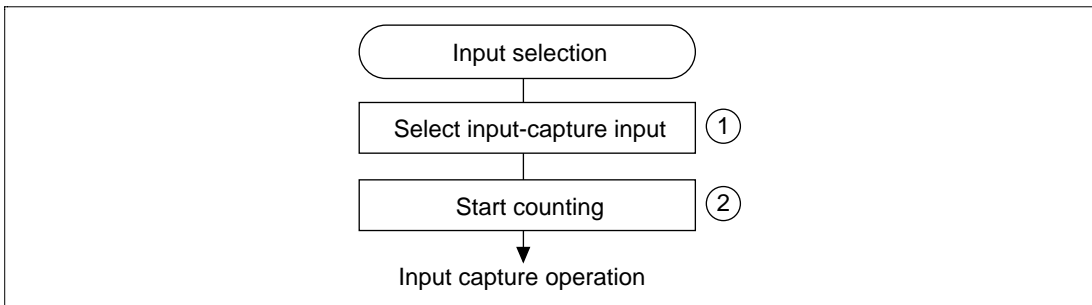 Input selection
Select input-capture input ①
Start counting ②
Input capture operation